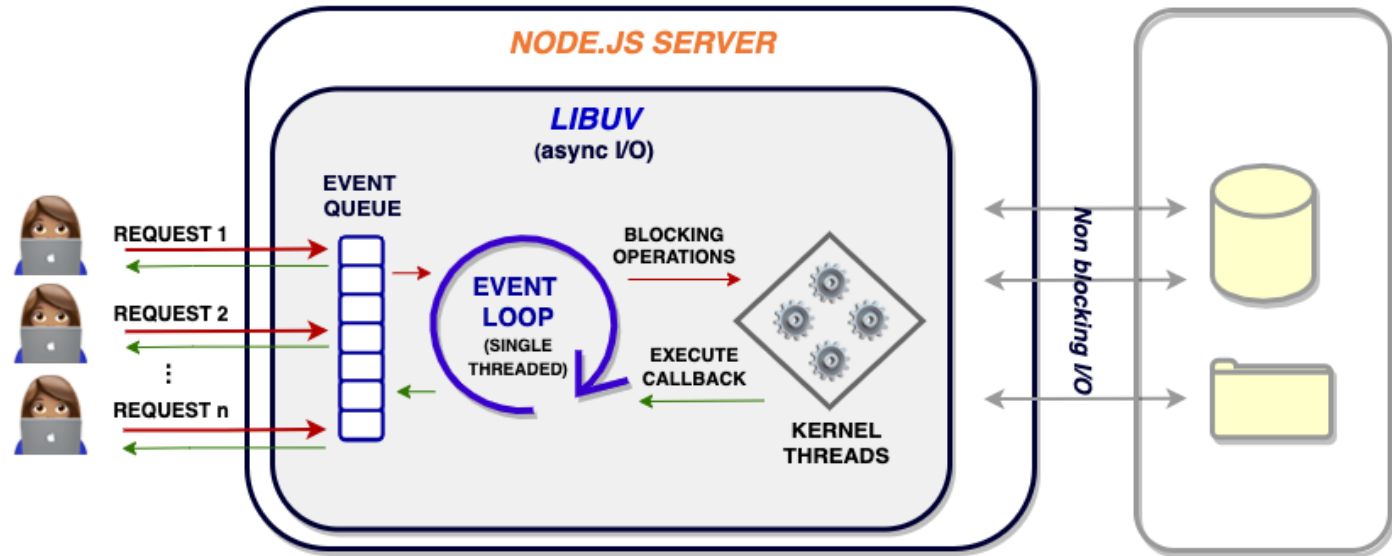 NODE.JS SERVER
LIBUV
(async I/O)
EVENT
QUEUE
REQUEST 1
REQUEST 2
⋮
REQUEST n
EVENT
LOOP
(SINGLE
THREADED)
BLOCKING
OPERATIONS
EXECUTE
CALLBACK
KERNEL
THREADS
Non blocking I/O